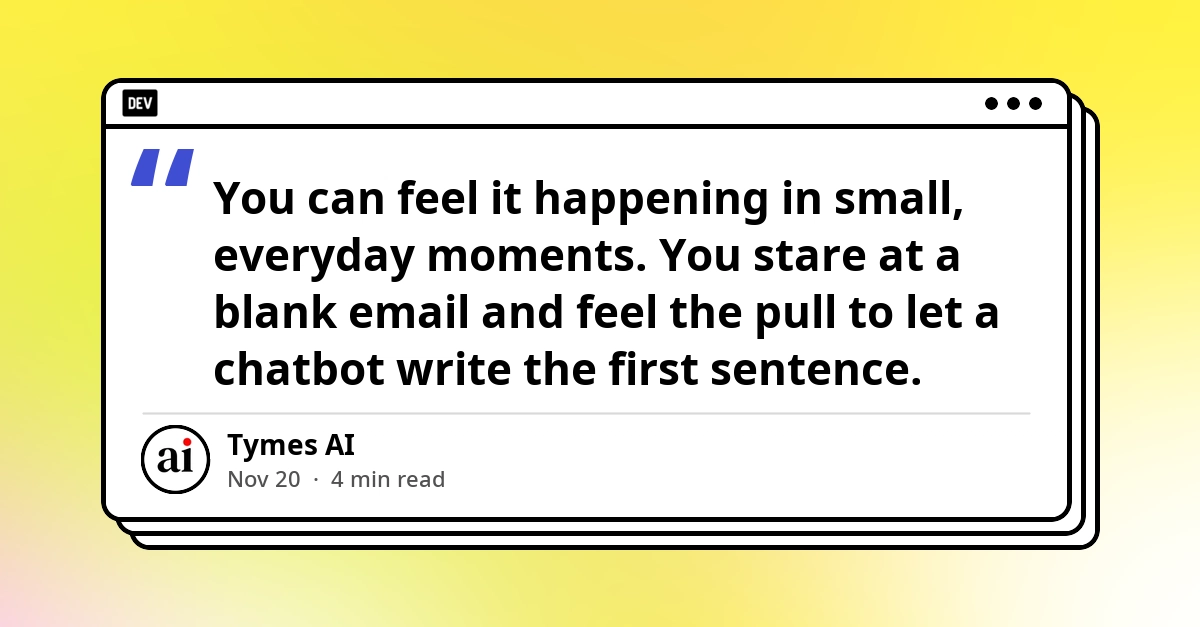 DEV
“
You can feel it happening in small,
everyday moments. You stare at a
blank email and feel the pull to let a
chatbot write the first sentence.
ai
Tymes AI
Nov 20 · 4 min read